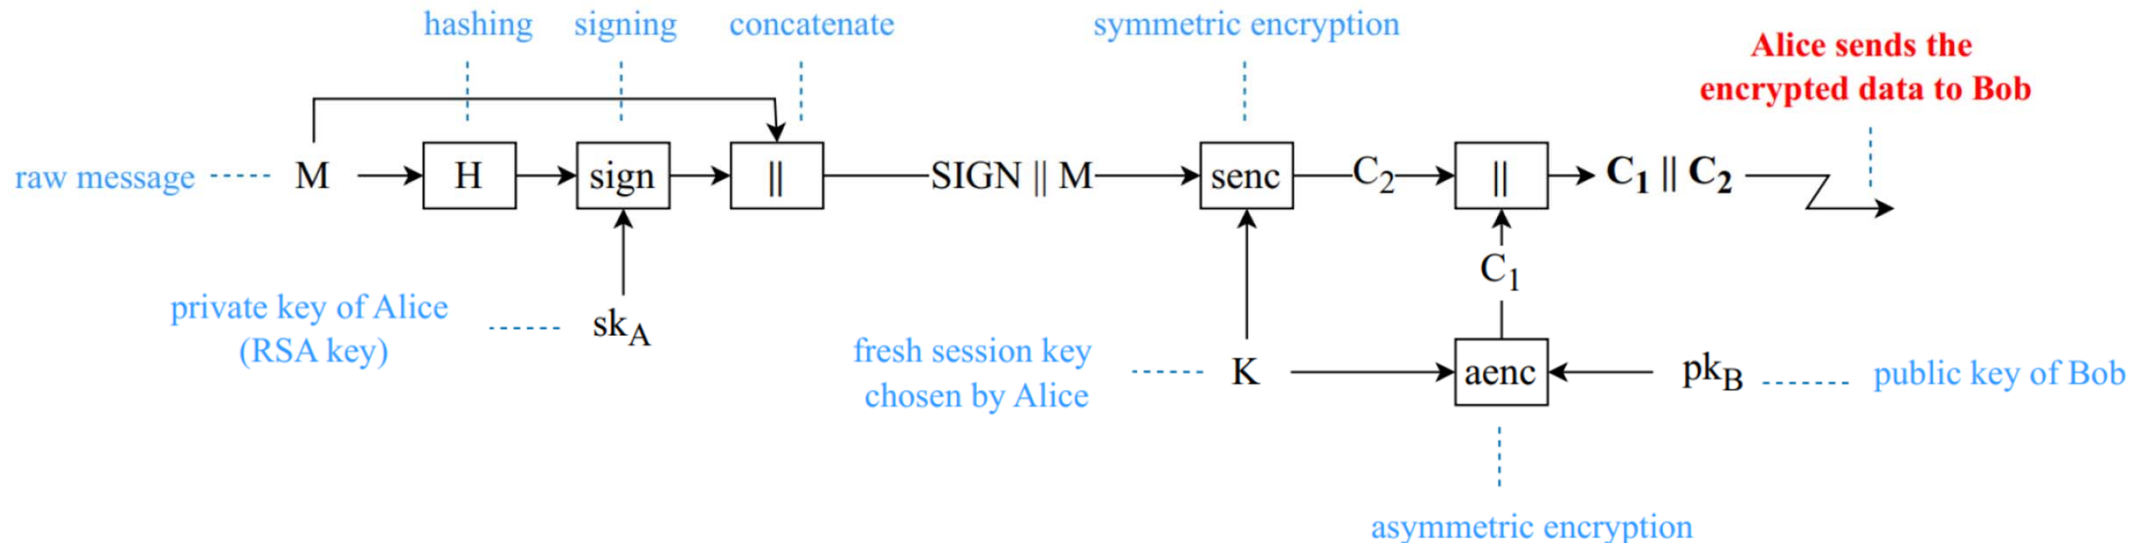 hashing signing concatenate symmetric encryption
Alice sends the
encrypted data to Bob
raw message M H sign || SIGN || M senc C₂ || C₁ || C₂
C₁
private key of Alice
(RSA key)
sk_A
fresh session key
chosen by Alice
K aenc pk_B public key of Bob
asymmetric encryption